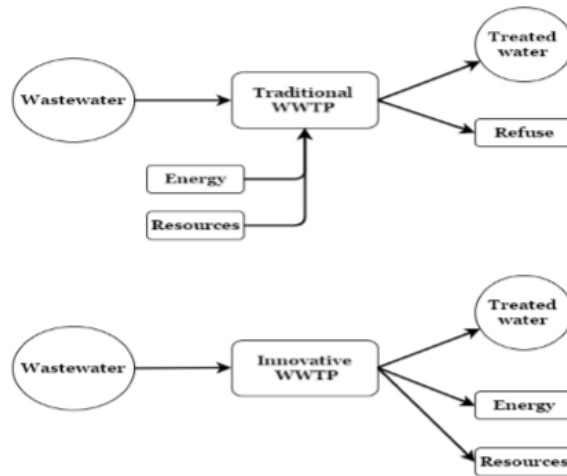 Treated
water
Wastewater
Traditional
WWTP
Refuse
Energy
Resources
Treated
water
Wastewater
Innovative
WWTP
Energy
Resources